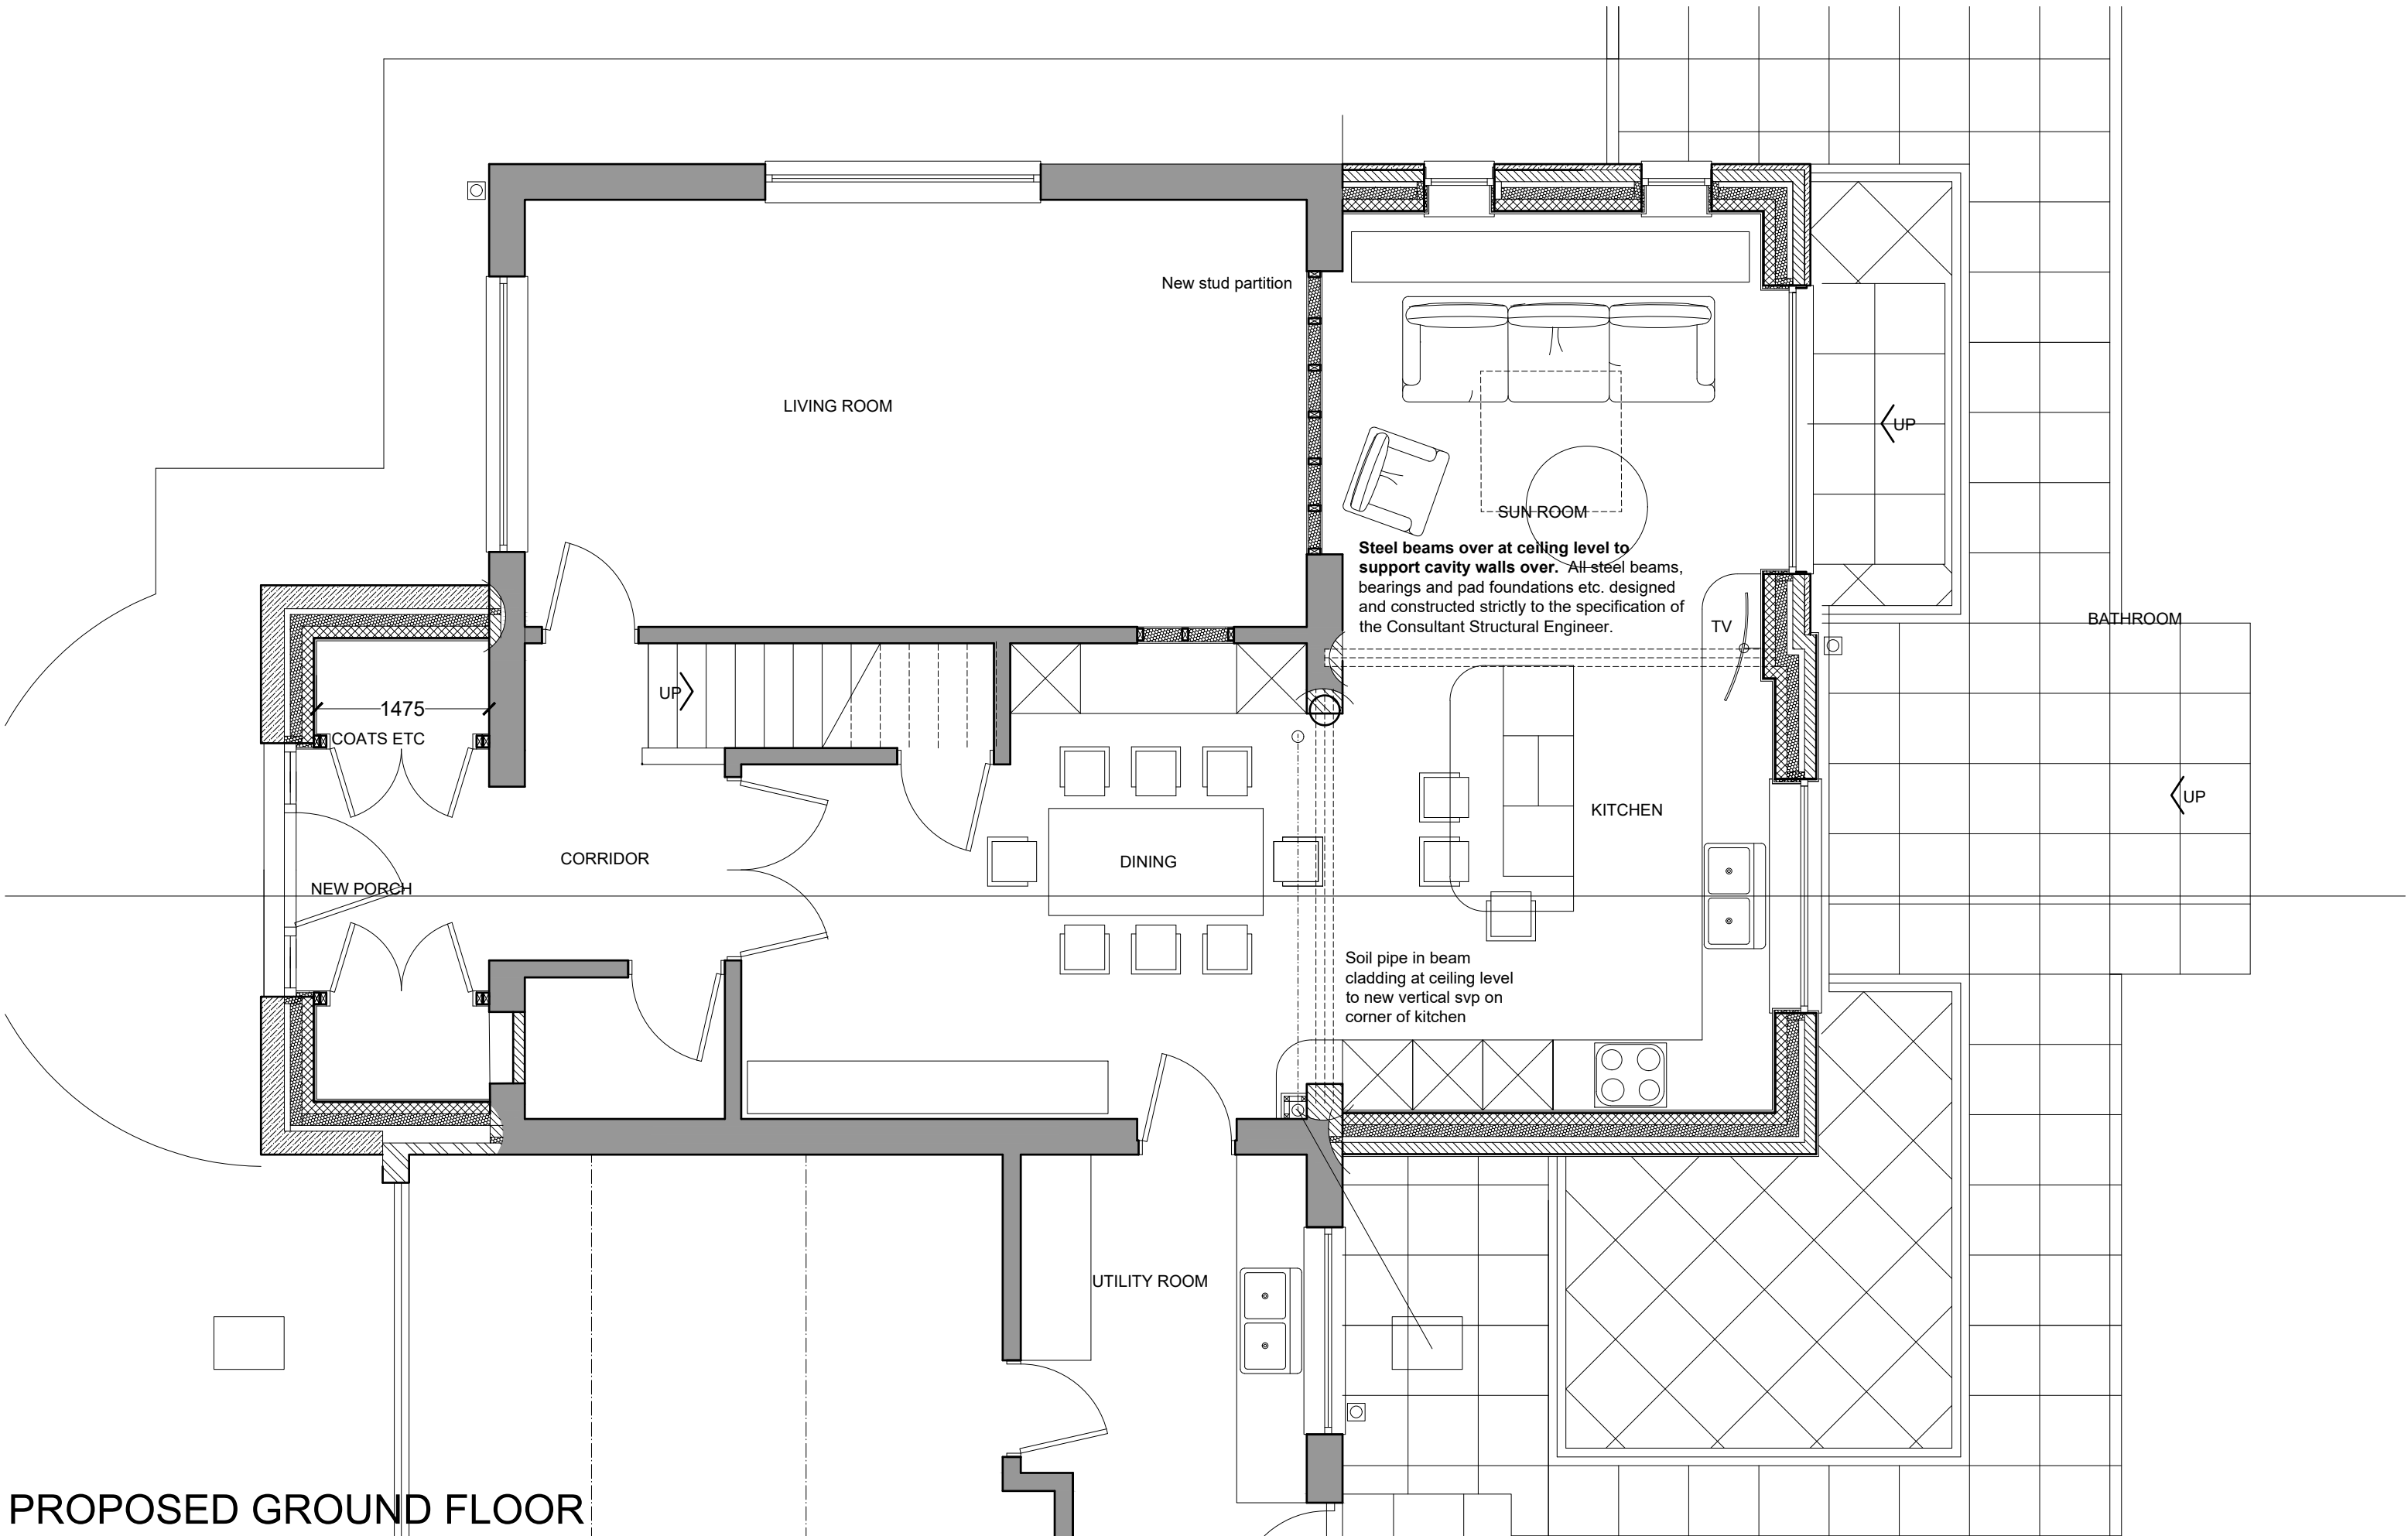 New stud partition
LIVING ROOM
UP
SUN ROOM
Steel beams over at ceiling level to
support cavity walls over. All steel beams,
bearings and pad foundations etc. designed
and constructed strictly to the specification of
the Consultant Structural Engineer.
TV
BATHROOM
UP
1475
COATS ETC
UP
KITCHEN
CORRIDOR
DINING
NEW PORCH
Soil pipe in beam
cladding at ceiling level
to new vertical svp on
corner of kitchen
UTILITY ROOM
PROPOSED GROUND FLOOR